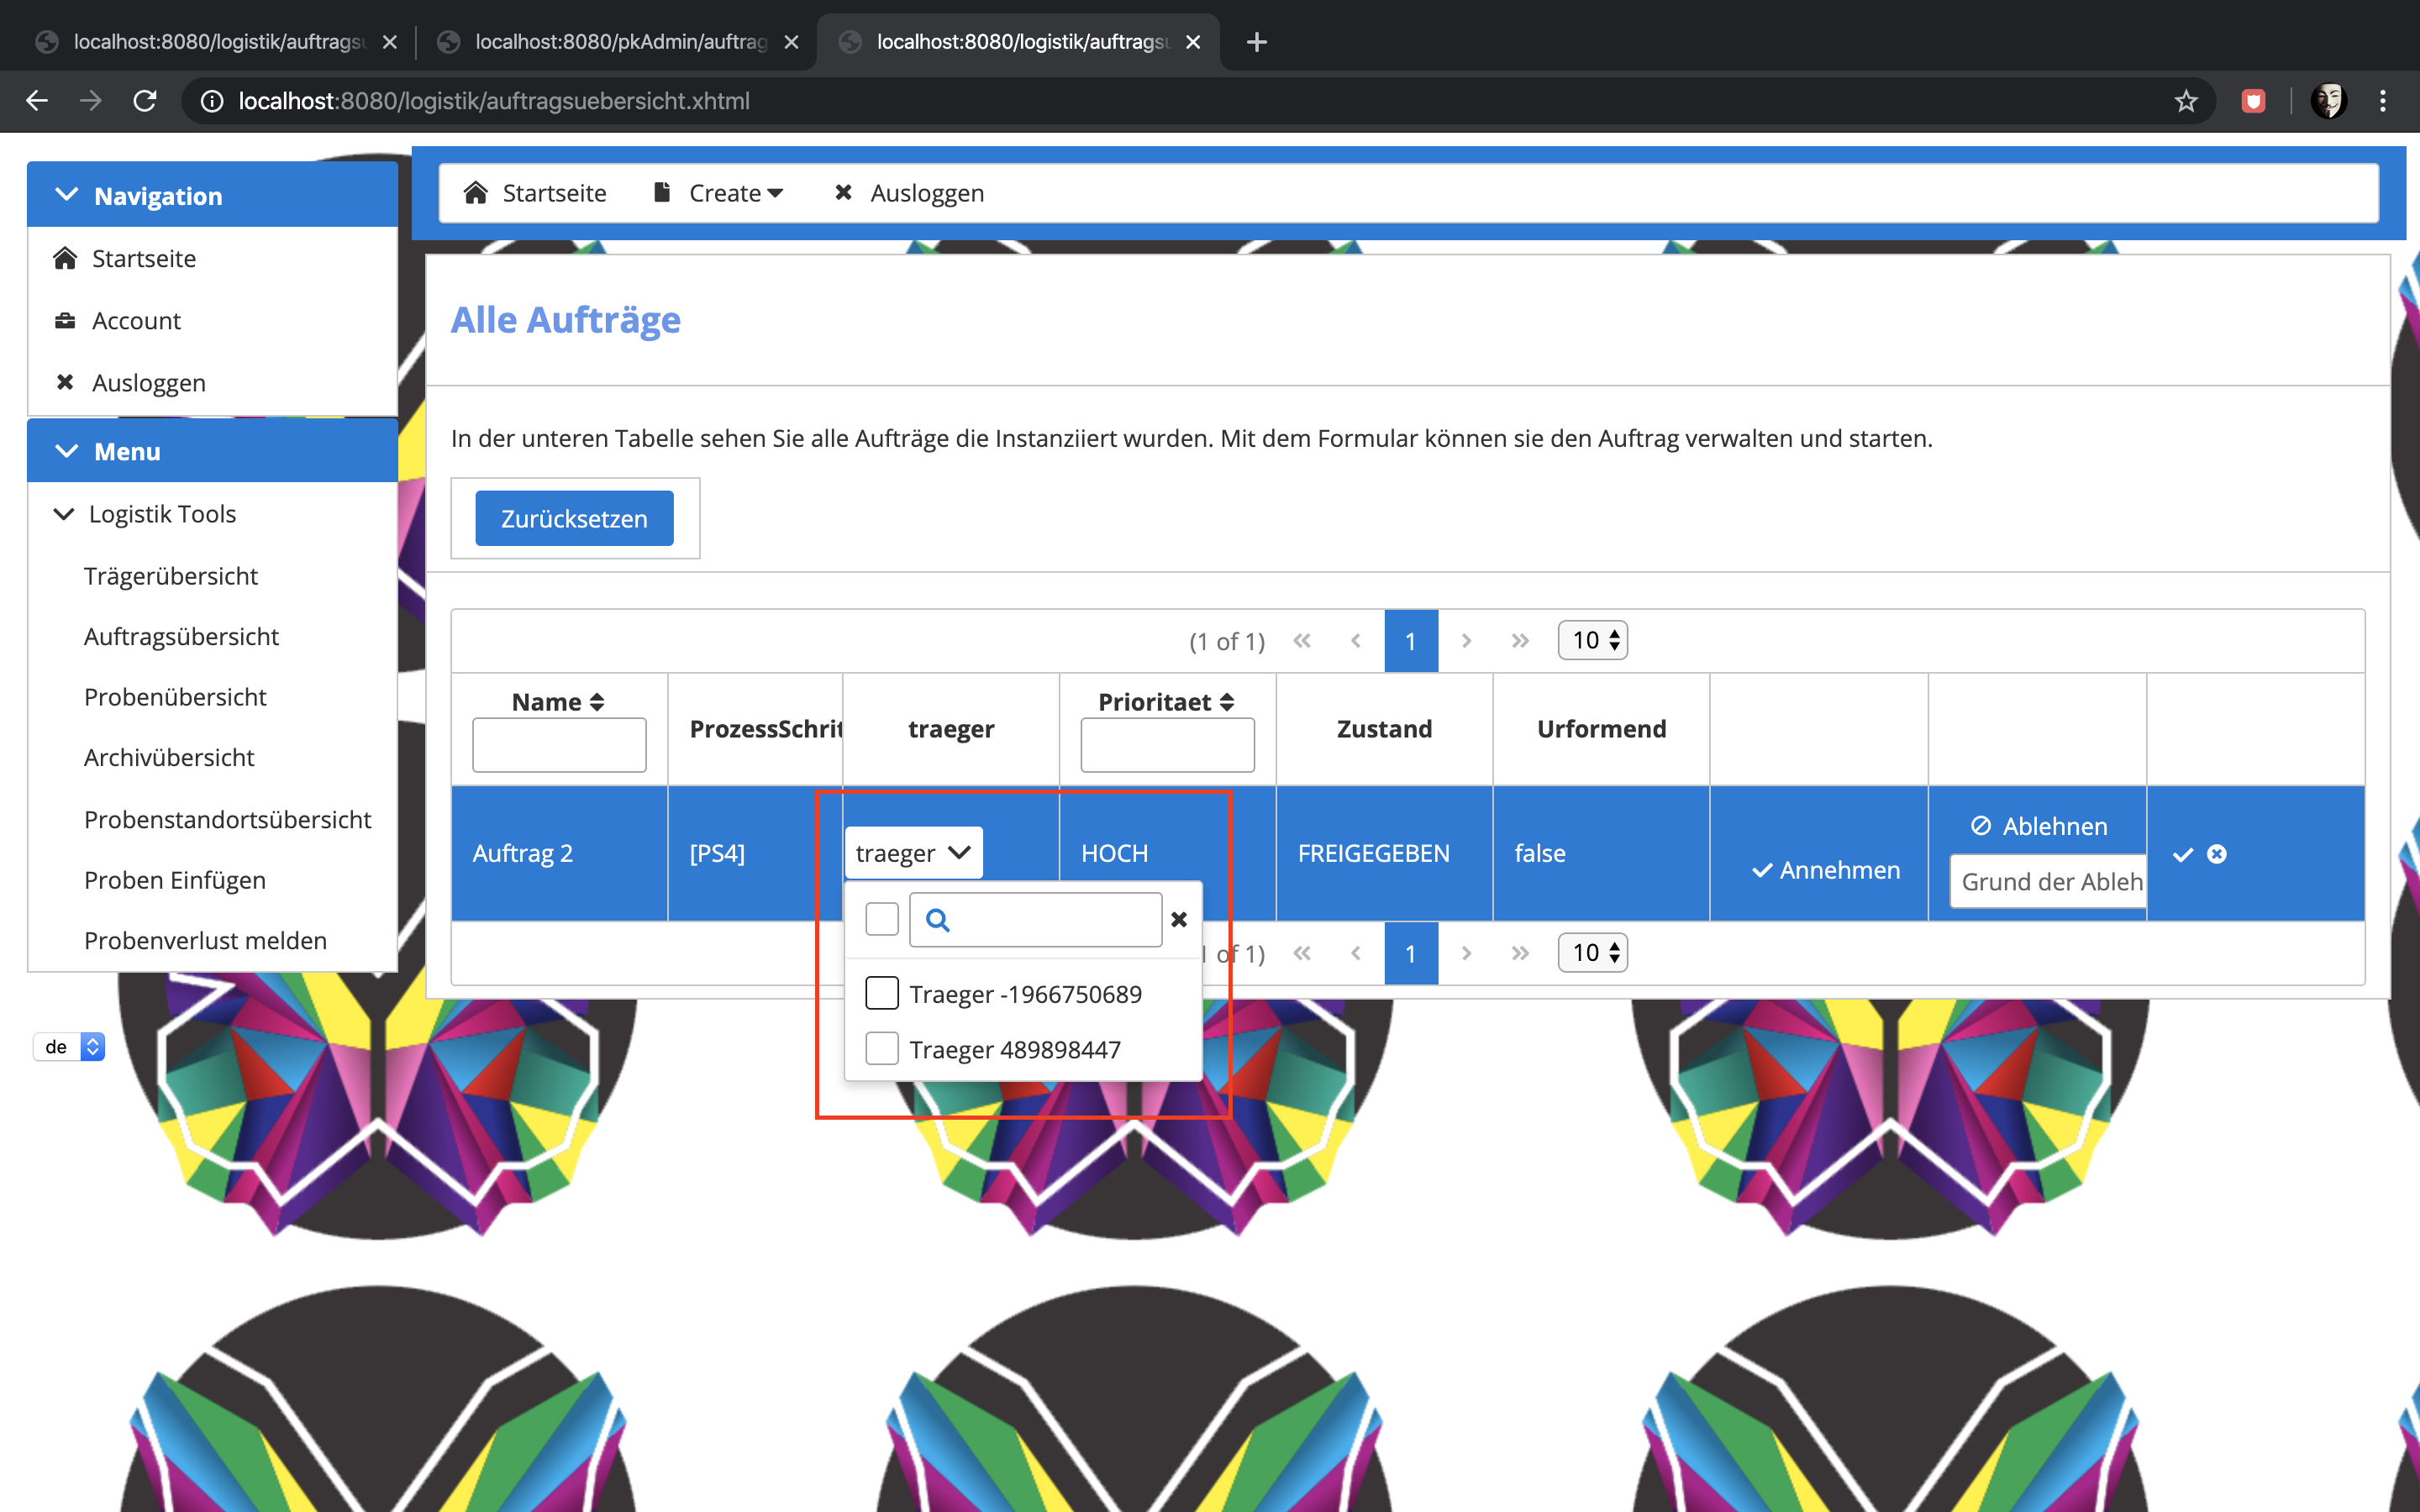 localhost:8080/logistik/auftragsu
localhost:8080/pkAdmin/auftrag
localhost:8080/logistik/auftragsu
localhost:8080/logistik/auftragsuebersicht.xhtml
Navigation
Startseite
Account
Ausloggen
Menu
Logistik Tools
Trägerübersicht
Auftragsübersicht
Probenübersicht
Archivübersicht
Probenstandortsübersicht
Proben Einfügen
Probenverlust melden
de
Startseite Create Ausloggen
Alle Aufträge
In der unteren Tabelle sehen Sie alle Aufträge die Instanziiert wurden. Mit dem Formular können sie den Auftrag verwalten und starten.
Zurücksetzen
(1 of 1) « ‹ 1 › » 10
Name ProzessSchrit traeger Prioritaet Zustand Urformend
Auftrag 2 [PS4] traeger HOCH FREIGEGEBEN false Annehmen Ablehnen
Grund der Ableh
of 1) « ‹ 1 › » 10
Traeger -1966750689
Traeger 489898447